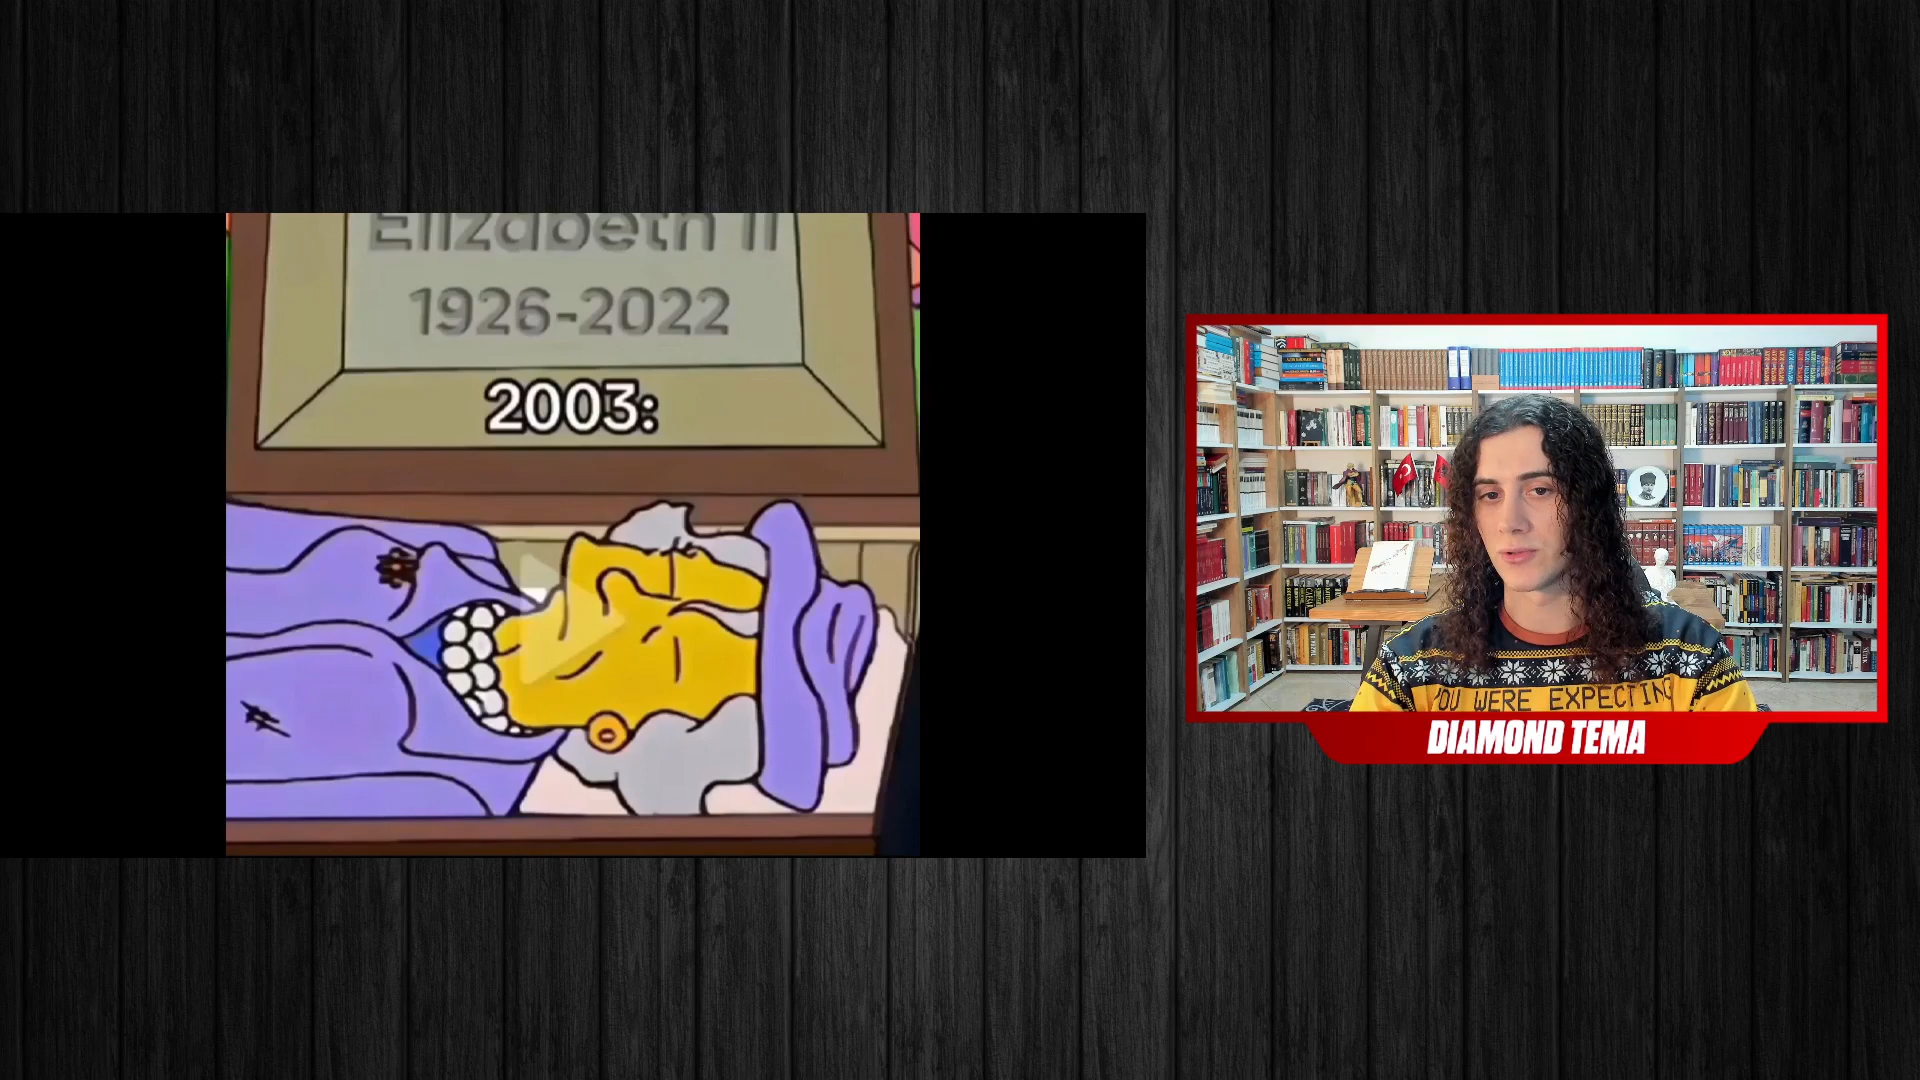 Elizabeth II
1926-2022
2003:
YOU WERE EXPECTING
DIAMOND TEMA